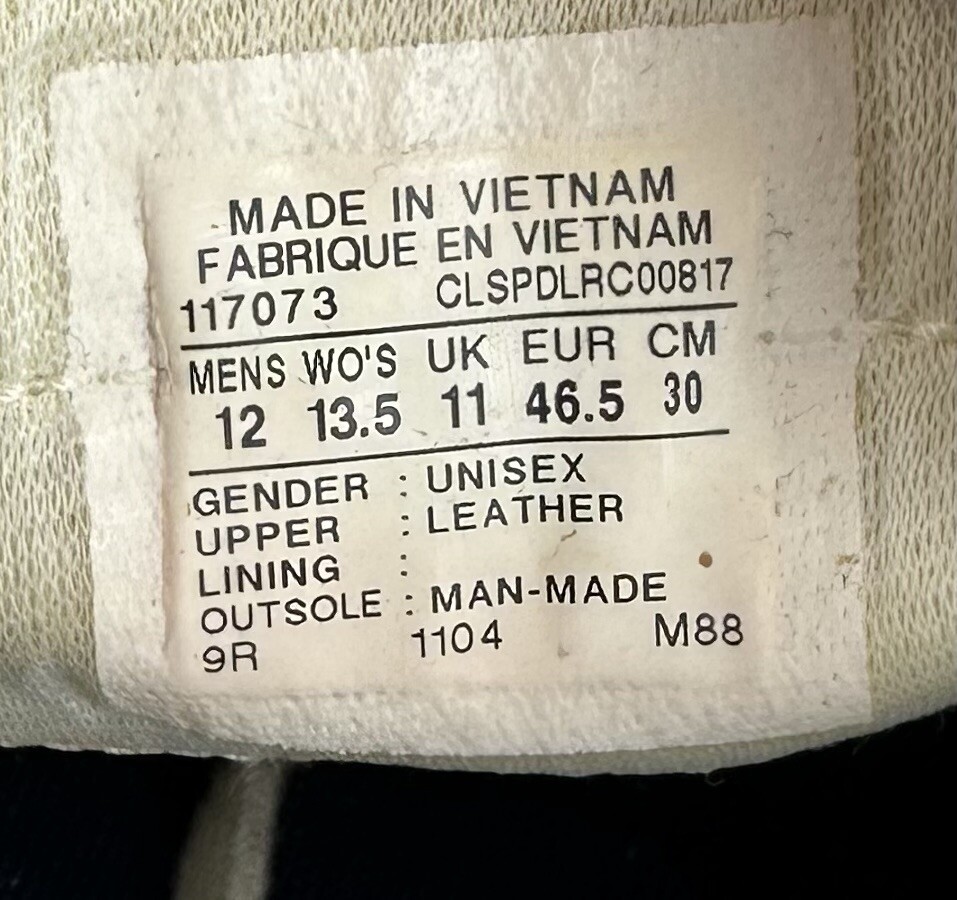 MADE IN VIETNAM
FABRIQUE EN VIETNAM
117073 CLSPDLRC00817
MENS WO'S UK EUR CM
12 13.5 11 46.5 30
GENDER : UNISEX
UPPER : LEATHER
LINING :
OUTSOLE : MAN-MADE
9R 1104 M88